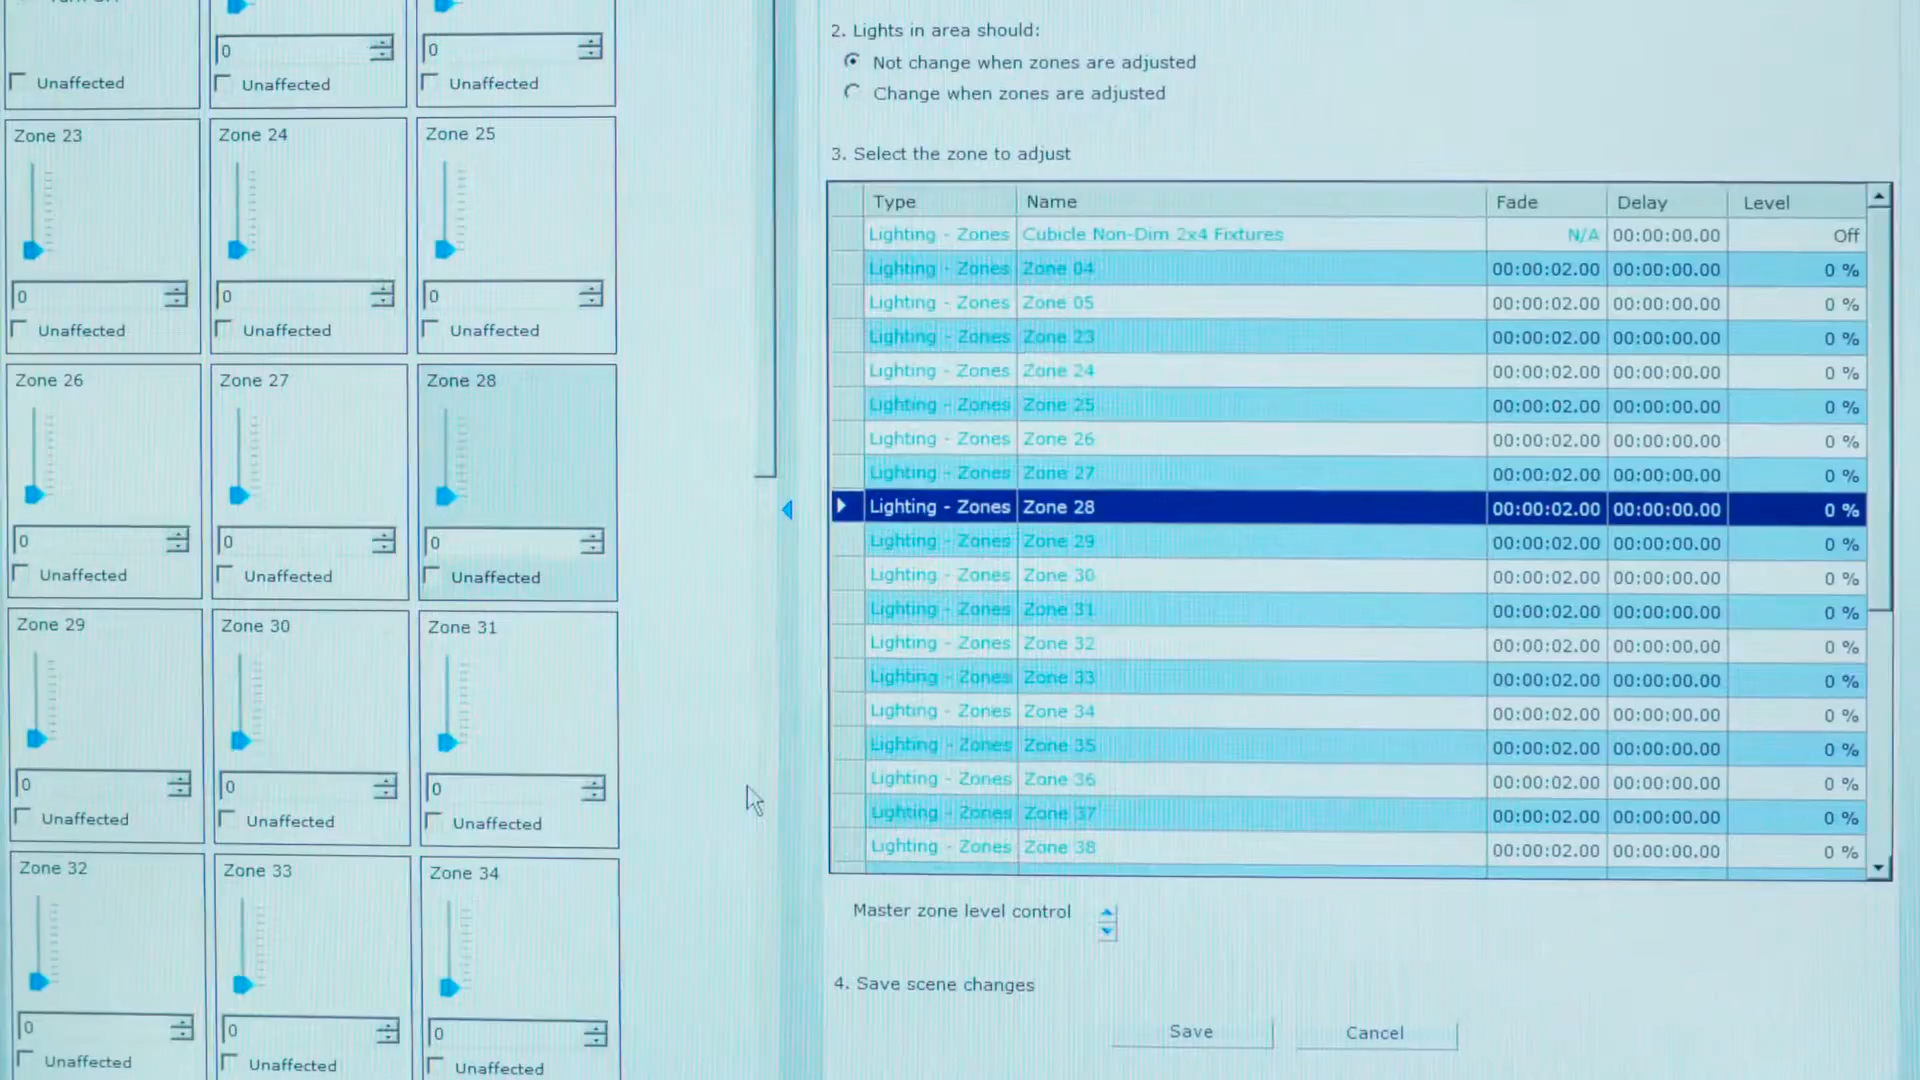 0
0
Unaffected
Unaffected
Unaffected
Zone 23
Zone 24
Zone 25
0
0
0
Unaffected
Unaffected
Unaffected
Zone 26
Zone 27
Zone 28
0
0
0
Unaffected
Unaffected
Unaffected
Zone 29
Zone 30
Zone 31
0
0
0
Unaffected
Unaffected
Unaffected
Zone 32
Zone 33
Zone 34
0
0
0
Unaffected
Unaffected
Unaffected
2. Lights in area should:
Not change when zones are adjusted
Change when zones are adjusted
3. Select the zone to adjust
Type Name Fade Delay Level
Lighting - Zones Cubicle Non-Dim 2x4 Fixtures N/A 00:00:00.00 Off
Lighting - Zones Zone 04 00:00:02.00 00:00:00.00 0 %
Lighting - Zones Zone 05 00:00:02.00 00:00:00.00 0 %
Lighting - Zones Zone 23 00:00:02.00 00:00:00.00 0 %
Lighting - Zones Zone 24 00:00:02.00 00:00:00.00 0 %
Lighting - Zones Zone 25 00:00:02.00 00:00:00.00 0 %
Lighting - Zones Zone 26 00:00:02.00 00:00:00.00 0 %
Lighting - Zones Zone 27 00:00:02.00 00:00:00.00 0 %
Lighting - Zones Zone 28 00:00:02.00 00:00:00.00 0 %
Lighting - Zones Zone 29 00:00:02.00 00:00:00.00 0 %
Lighting - Zones Zone 30 00:00:02.00 00:00:00.00 0 %
Lighting - Zones Zone 31 00:00:02.00 00:00:00.00 0 %
Lighting - Zones Zone 32 00:00:02.00 00:00:00.00 0 %
Lighting - Zones Zone 33 00:00:02.00 00:00:00.00 0 %
Lighting - Zones Zone 34 00:00:02.00 00:00:00.00 0 %
Lighting - Zones Zone 35 00:00:02.00 00:00:00.00 0 %
Lighting - Zones Zone 36 00:00:02.00 00:00:00.00 0 %
Lighting - Zones Zone 37 00:00:02.00 00:00:00.00 0 %
Lighting - Zones Zone 38 00:00:02.00 00:00:00.00 0 %
Master zone level control
4. Save scene changes
Save
Cancel